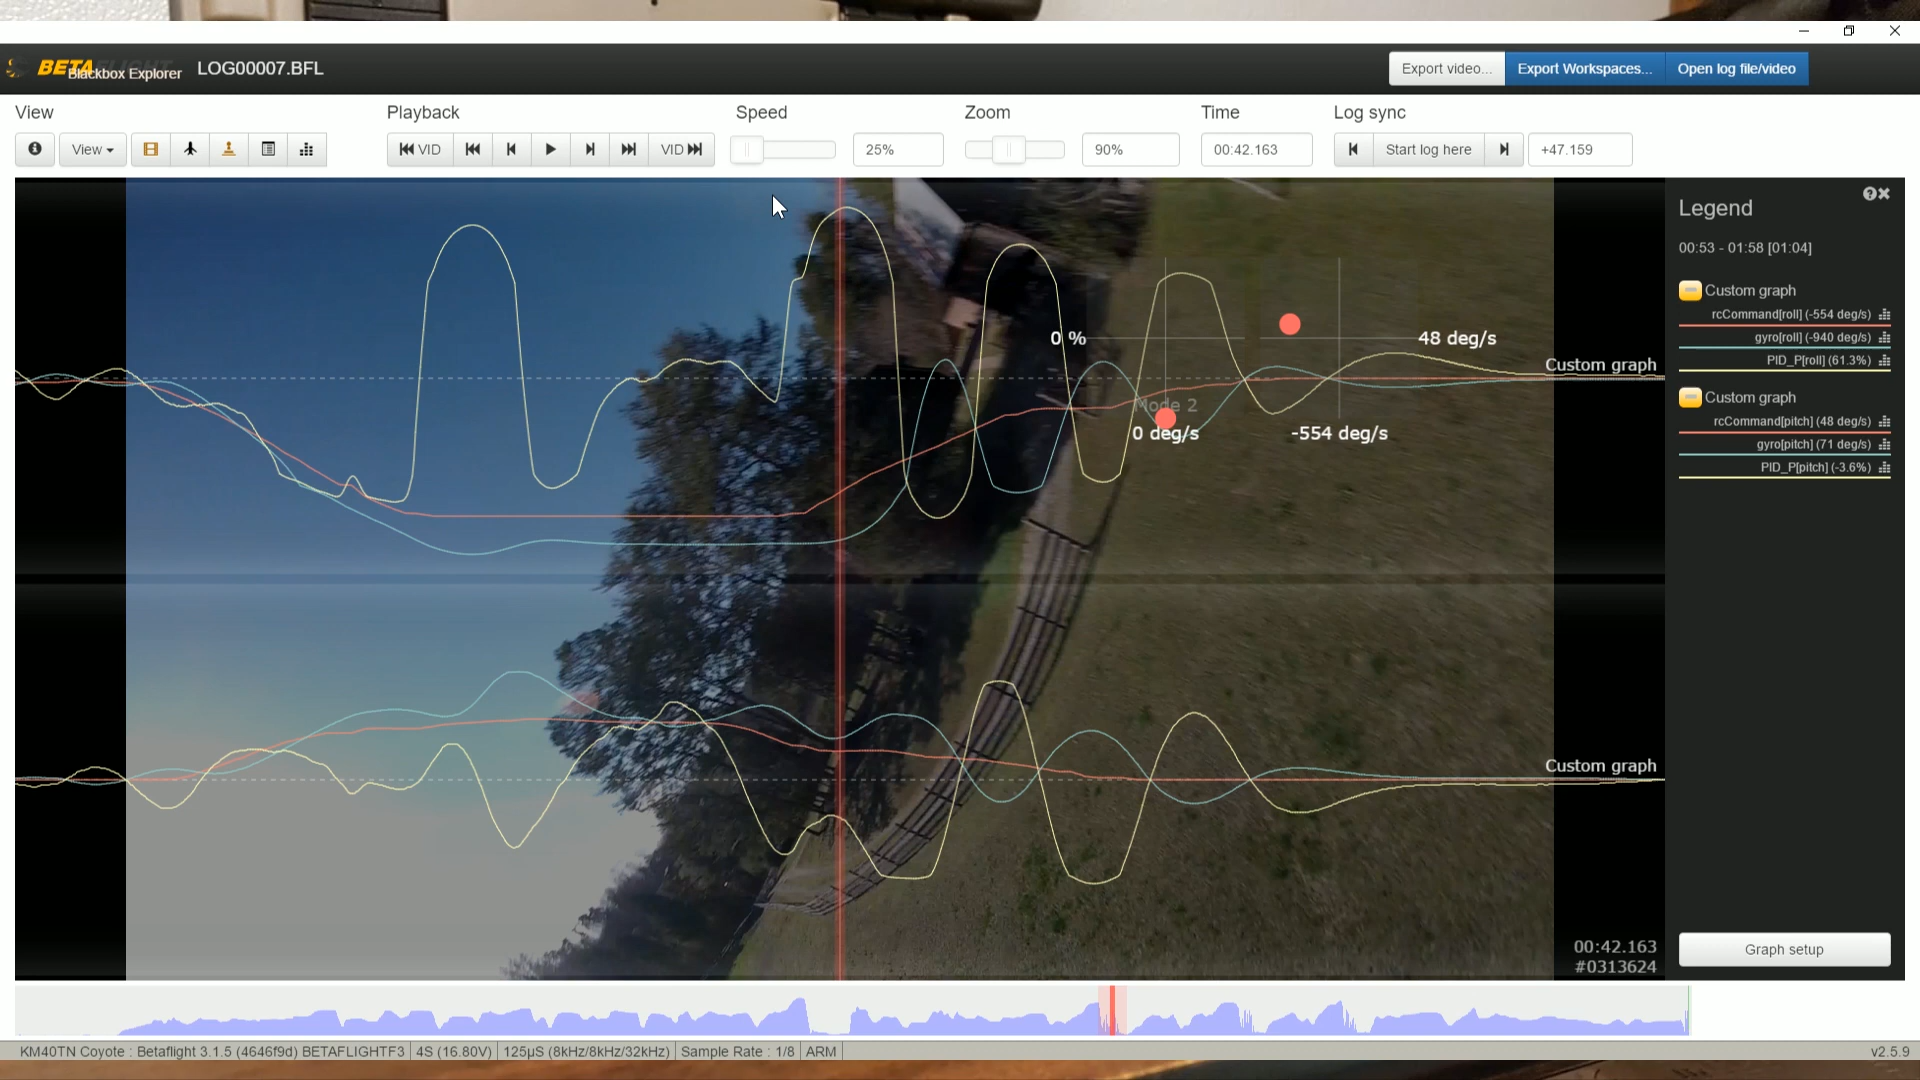 BETAFLIGHT
Blackbox Explorer
LOG00007.BFL
Export video...
Export Workspaces...
Open log file/video
View
Playback
Speed
Zoom
Time
Log sync
View
VID
VID
25%
90%
00:42.163
Start log here
+47.159
Legend
00:53 - 01:58 [01:04]
Custom graph
rcCommand[roll] (-554 deg/s)
gyro[roll] (-940 deg/s)
PID_P[roll] (61.3%)
Custom graph
rcCommand[pitch] (48 deg/s)
gyro[pitch] (71 deg/s)
PID_P[pitch] (-3.6%)
0 %
48 deg/s
Custom graph
Mode 2
0 deg/s
-554 deg/s
Custom graph
00:42.163
#0313624
Graph setup
KM40TN Coyote : Betaflight 3.1.5 (4646f9d) BETAFLIGHTF3
4S (16.80V)
125µS (8kHz/8kHz/32kHz)
Sample Rate : 1/8
ARM
v2.5.9